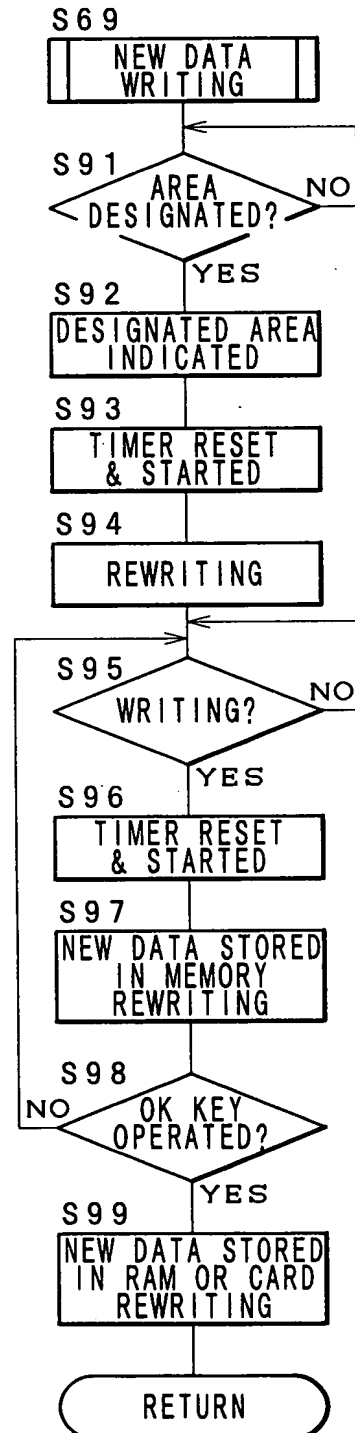 S69
NEW DATA
WRITING
S91
AREA
DESIGNATED?
NO
YES
S92
DESIGNATED AREA
INDICATED
S93
TIMER RESET
& STARTED
S94
REWRITING
S95
WRITING?
NO
YES
S96
TIMER RESET
& STARTED
S97
NEW DATA STORED
IN MEMORY
REWRITING
S98
NO
OK KEY
OPERATED?
YES
S99
NEW DATA STORED
IN RAM OR CARD
REWRITING
RETURN